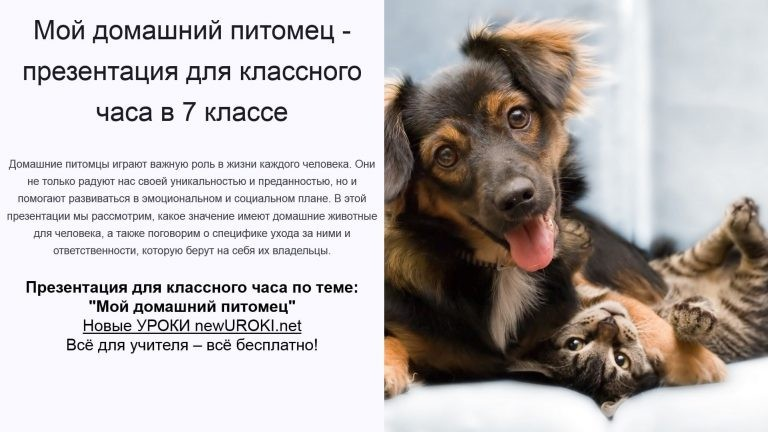 Мой домашний питомец -
презентация для классного
часа в 7 классе
Домашние питомцы играют важную роль в жизни каждого человека. Они
не только радуют нас своей уникальностью и преданностью, но и
помогают развиваться в эмоциональном и социальном плане. В этой
презентации мы рассмотрим, какое значение имеют домашние животные
для человека, а также поговорим о специфике ухода за ними и
ответственности, которую берут на себя их владельцы.
Презентация для классного часа по теме:
"Мой домашний питомец"
Новые УРОКИ newUROKI.net
Всё для учителя – всё бесплатно!